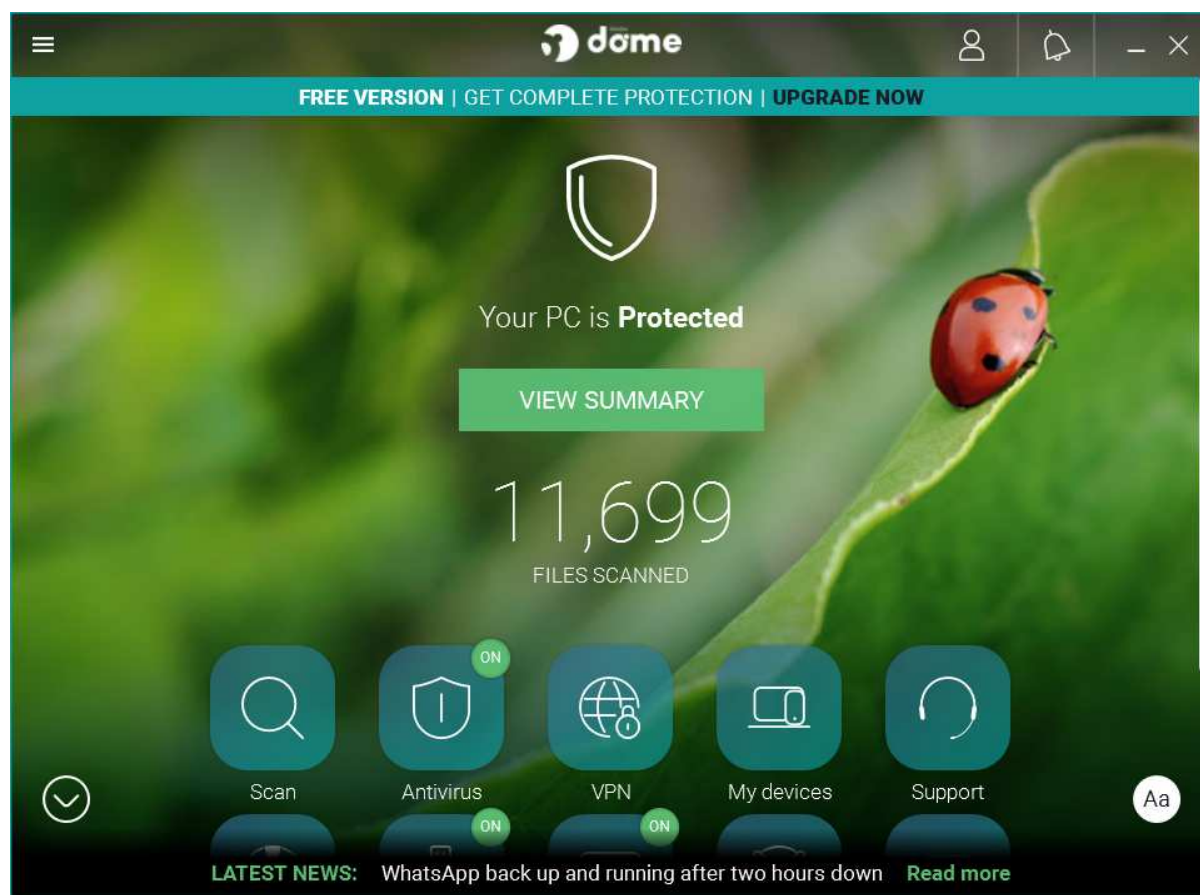 dome
FREE VERSION | GET COMPLETE PROTECTION | UPGRADE NOW
Your PC is Protected
VIEW SUMMARY
11,699
FILES SCANNED
ON
Scan Antivirus VPN My devices Support
Aa
ON ON
LATEST NEWS: WhatsApp back up and running after two hours down Read more